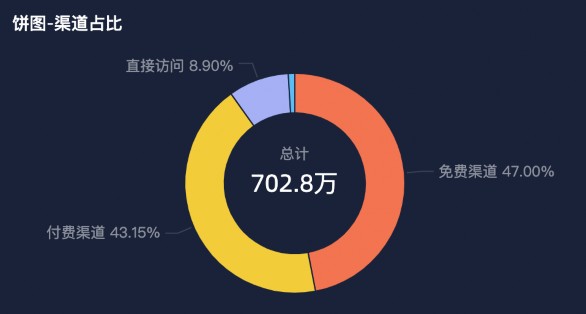 饼图-渠道占比
直接访问 8.90%
总计
702.8万
免费渠道 47.00%
付费渠道 43.15%